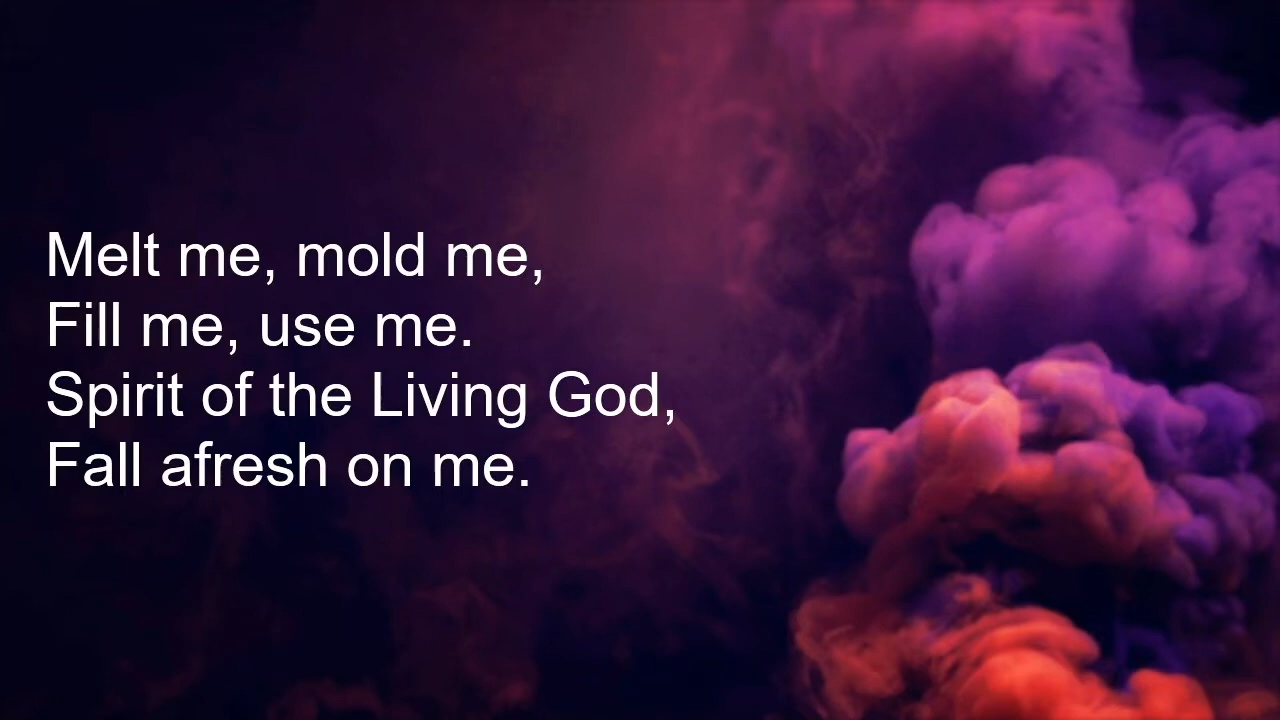 Melt me, mold me,
Fill me, use me.
Spirit of the Living God,
Fall afresh on me.